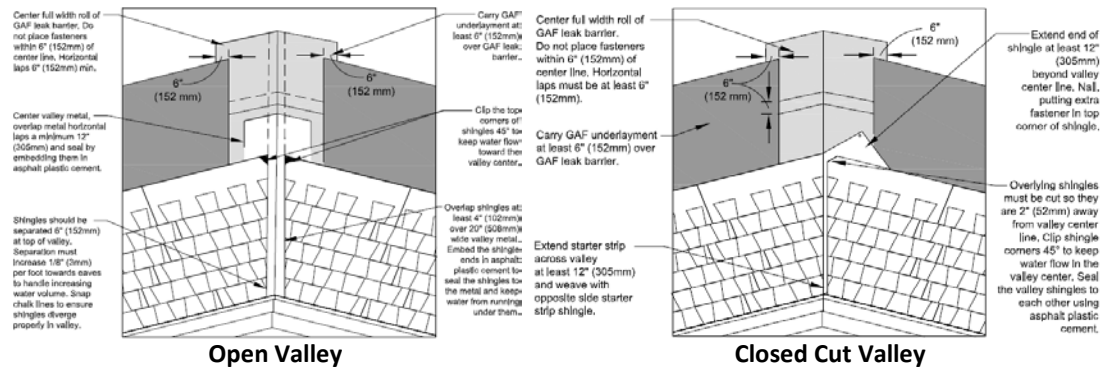 Center full width roll of
GAF leak barrier. Do
not place fasteners
within 6" (152mm) of
center line. Horizontal
laps 6" (152mm) min.
6"
(152 mm)
Center valley metal,
overlap metal horizontal
laps a minimum 12"
(305mm) and seal by
embedding them in
asphalt plastic cement.
Shingles should be
separated 6" (152mm)
at top of valley.
Separation must
increase 1/8" (3mm)
per foot towards eaves
to handle increasing
water volume. Snap
chalk lines to ensure
shingles diverge
properly in valley.
Carry GAF
underlayment at
least 6" (152mm)
over GAF leak
barrier.
6"
(152 mm)
Clip the top
corners of
shingles 45° to
keep water flow
toward the
valley center.
Overlap shingles at
least 4" (102mm)
over 20" (508mm)
wide valley metal.
Embed the shingle
ends in asphalt
plastic cement to
seal the shingles to
the metal and keep
water from running
under them.
Open Valley
Center full width roll of
GAF leak barrier.
Do not place fasteners
within 6" (152mm) of
center line. Horizontal
laps must be at least 6"
(152mm).
6"
(152 mm)
Carry GAF underlayment
at least 6" (152mm) over
GAF leak barrier.
Extend starter strip
across valley
at least 12" (305mm)
and weave with
opposite side starter
strip shingle.
6"
(152 mm)
Extend end of
shingle at least 12"
(305mm)
beyond valley
center line. Nail,
putting extra
fastener in top
corner of shingle.
Overlying shingles
must be cut so they
are 2" (52mm) away
from valley center
line. Clip shingle
corners 45° to keep
water flow in the
valley center. Seal
the valley shingles to
each other using
asphalt plastic
cement.
Closed Cut Valley